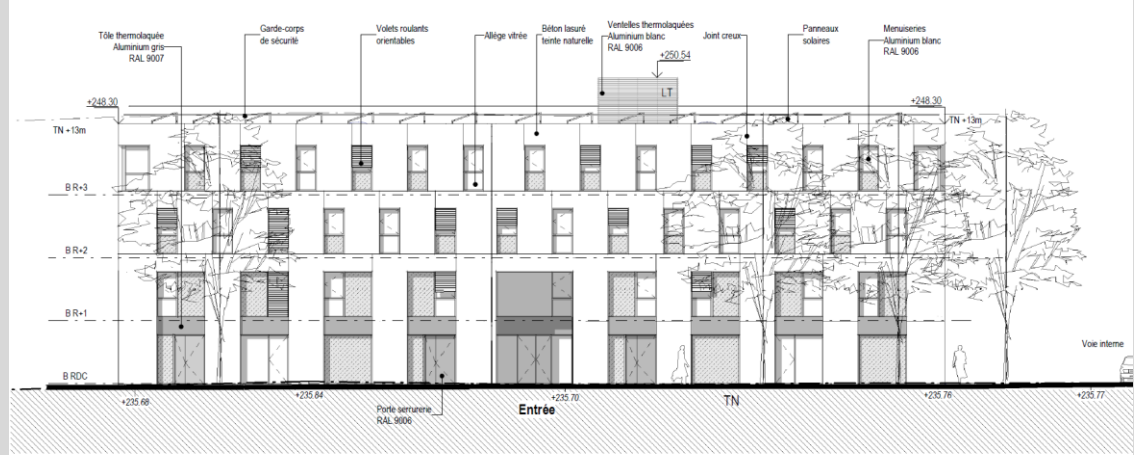 Tôle thermolaquée
Aluminium gris
RAL 9007
Garde-corps
de sécurité
Volets roulants
orientables
Allège vitrée
Béton lasuré
teinte naturelle
Ventelles thermolaquées
Aluminium blanc
RAL 9006
Joint creux
Panneaux
solaires
Menuiseries
Aluminium blanc
RAL 9006
+250.54
LT
+248.30
+248.30
TN +13m
TN +13m
B R+3
B R+2
B R+1
B RDC
Voie interne
+235.68
+235.84
+235.70
+235.76
+235.77
Entrée
TN
Porte serrurerie
RAL 9006